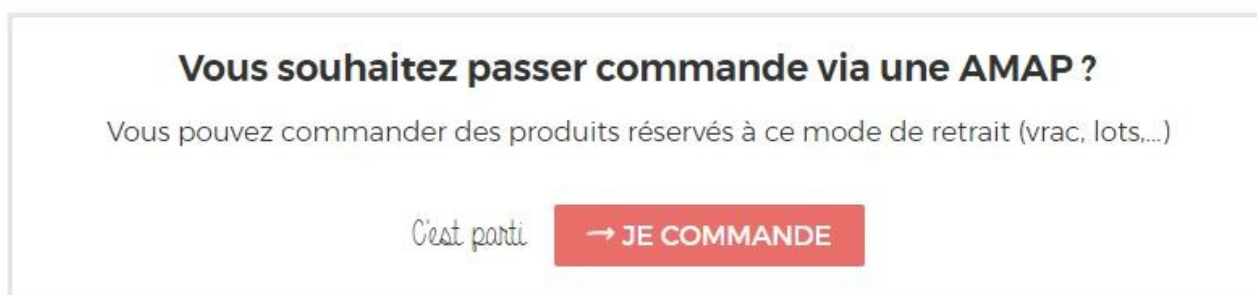 Vous souhaitez passer commande via une AMAP ?
Vous pouvez commander des produits réservés à ce mode de retrait (vrac, lots,...)
C'est parti → JE COMMANDE